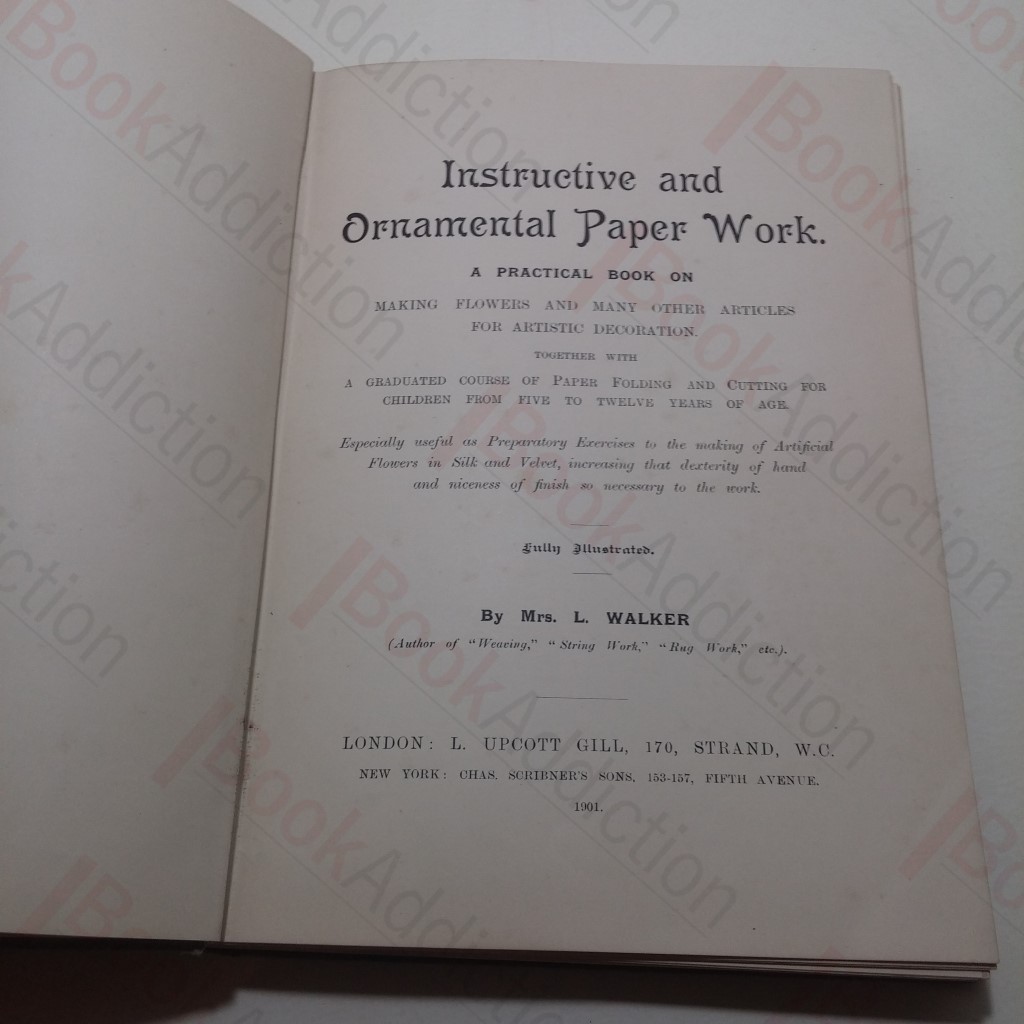 Instructive and
Ornamental Paper Work.
A PRACTICAL BOOK ON
MAKING FLOWERS AND MANY OTHER ARTICLES
FOR ARTISTIC DECORATION.
TOGETHER WITH
A GRADUATED COURSE OF PAPER FOLDING AND CUTTING FOR
CHILDREN FROM FIVE TO TWELVE YEARS OF AGE.
Especially useful as Preparatory Exercises to the making of Artificial
Flowers in Silk and Velvet, increasing that dexterity of hand
and niceness of finish so necessary to the work.
Fully Illustrated.
By Mrs. L. WALKER
(Author of "Weaving," "String Work," "Rug Work," etc.).
LONDON: L. UPCOTT GILL, 170, STRAND, W.C.
NEW YORK: CHAS. SCRIBNER'S SONS, 153-157, FIFTH AVENUE.
1901.
BookAddiction